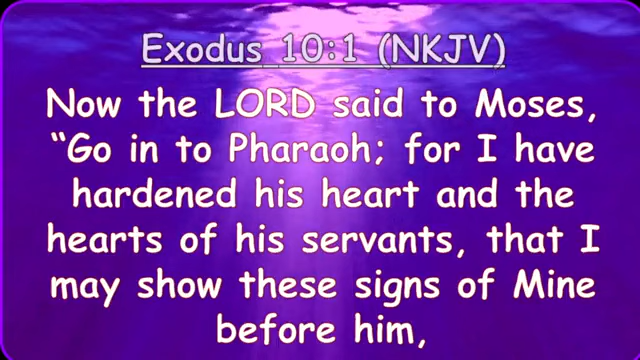 Exodus 10:1 (NKJV)
Now the LORD said to Moses,
“Go in to Pharaoh; for I have
hardened his heart and the
hearts of his servants, that I
may show these signs of Mine
before him,